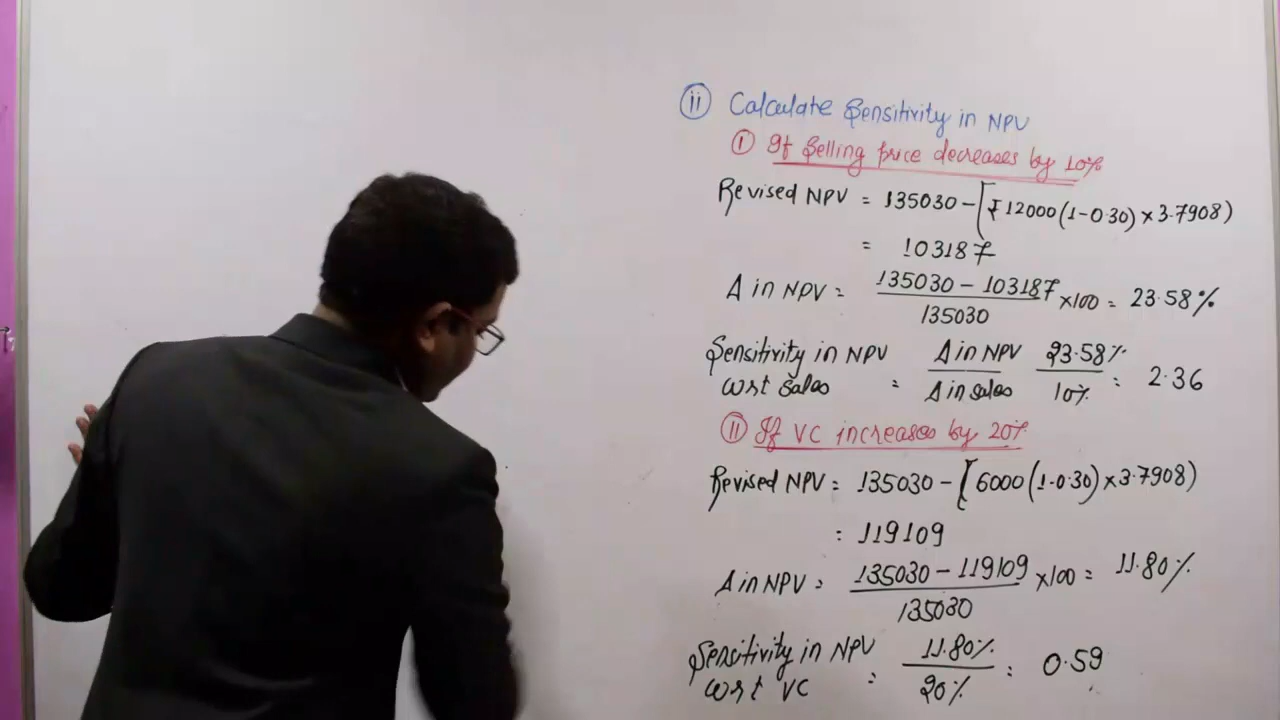 ii Calculate Sensitivity in NPV
① If Selling price decreases by 10%
Revised NPV = 135030 - [₹12000(1-0.30) × 3.7908)
= 103187
Δ in NPV = 135030 - 103187 / 135030 ×100 = 23.58%
Sensitivity in NPV wrt Sales = Δ in NPV / Δ in sales 23.58% / 10% = 2.36
② If VC increases by 20%
Revised NPV = 135030 - [6000(1-0.30) × 3.7908)
= 119109
Δ in NPV = 135030 - 119109 / 135030 ×100 = 11.80%
Sensitivity in NPV wrt VC = 11.80% / 20% = 0.59